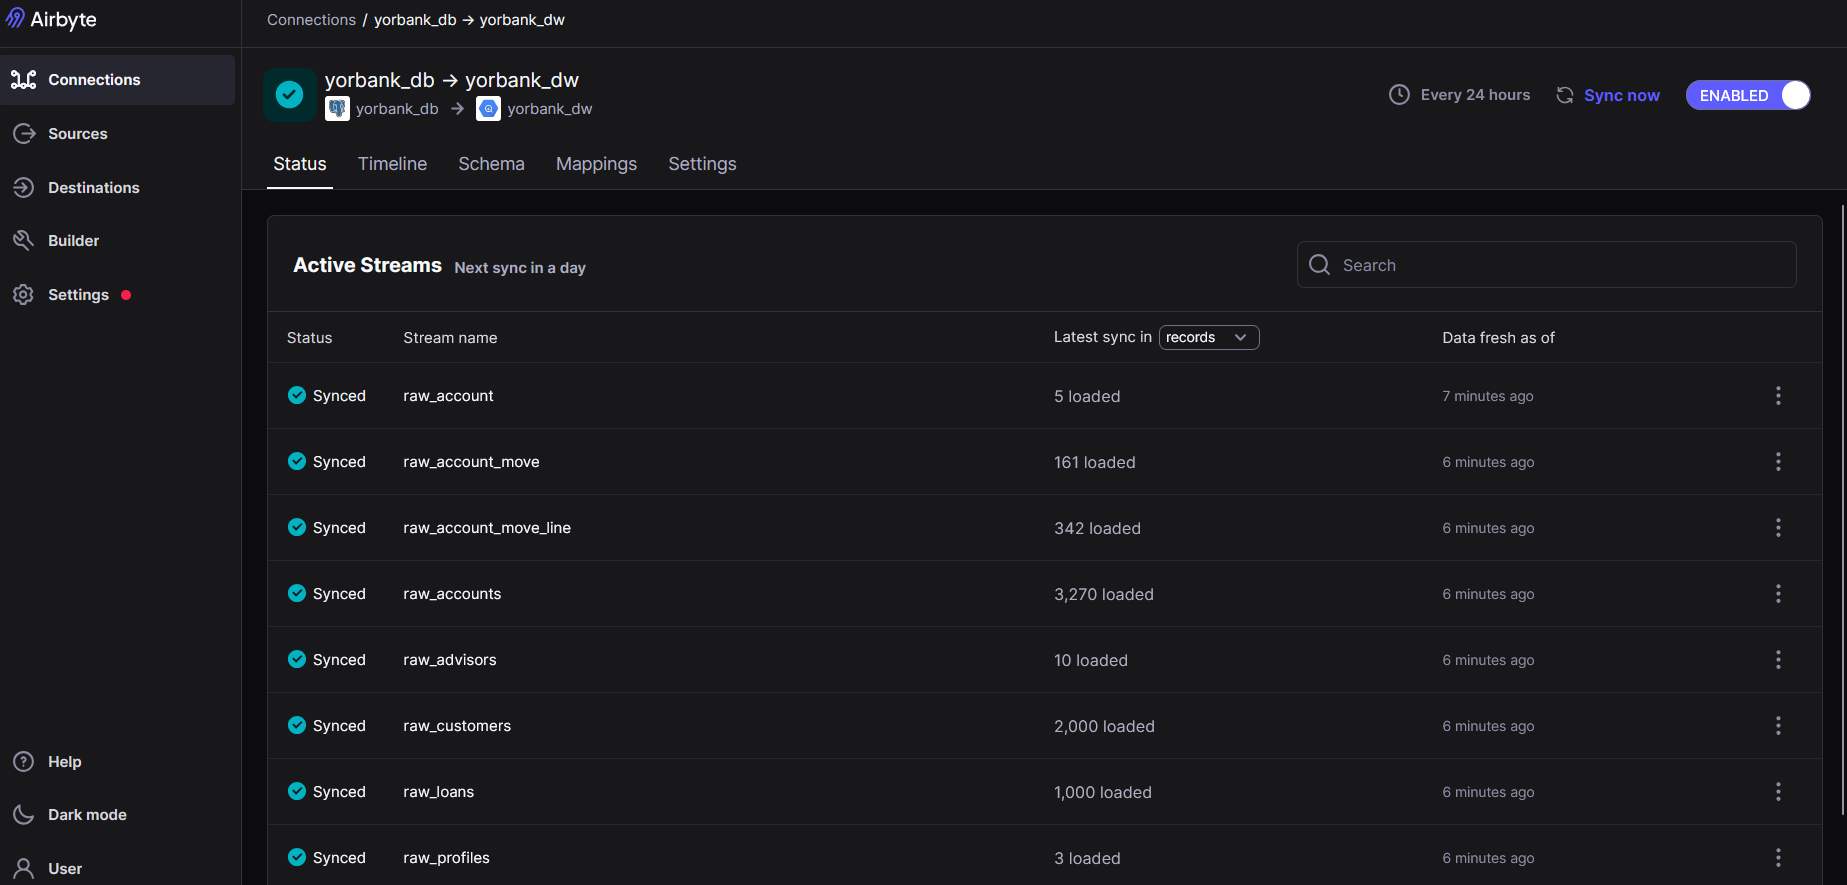 Airbyte
Connections / yorbank_db → yorbank_dw
Connections
Sources
Destinations
Builder
Settings
Help
Dark mode
User
yorbank_db → yorbank_dw
yorbank_db → yorbank_dw
Every 24 hours
Sync now
ENABLED
Status Timeline Schema Mappings Settings
Active Streams Next sync in a day
Search
Status Stream name Latest sync in records Data fresh as of
Synced raw_account 5 loaded 7 minutes ago
Synced raw_account_move 161 loaded 6 minutes ago
Synced raw_account_move_line 342 loaded 6 minutes ago
Synced raw_accounts 3,270 loaded 6 minutes ago
Synced raw_advisors 10 loaded 6 minutes ago
Synced raw_customers 2,000 loaded 6 minutes ago
Synced raw_loans 1,000 loaded 6 minutes ago
Synced raw_profiles 3 loaded 6 minutes ago